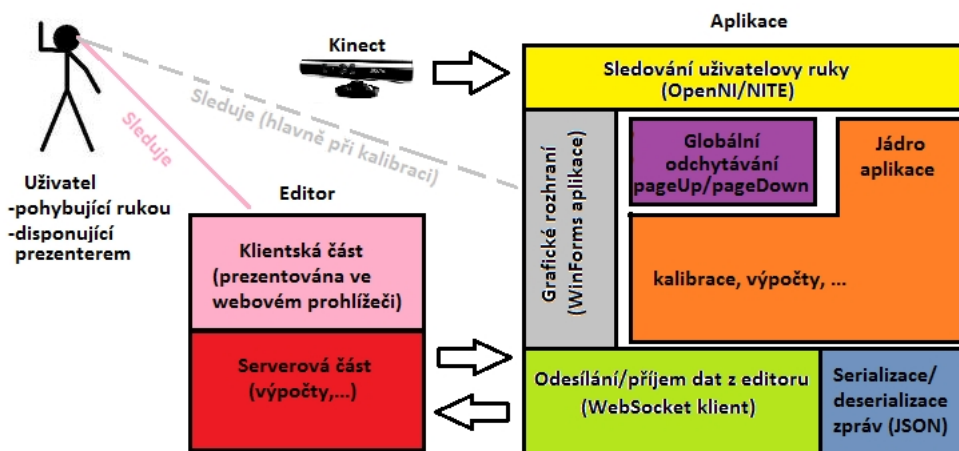 Aplikace
Kinect
Sledování uživatelovy ruky
(OpenNI/NITE)
Sleduje (hlavně při kalibraci)
Sleduje
Uživatel
-pohybující rukou
-disponující
prezenterem
Editor
Klientská část
(prezentována ve
webovém prohlížeči)
Serverová část
(výpočty,...)
Grafické rozhraní
(WinForms aplikace)
Globální
odchytávání
pageUp/pageDown
Jádro
aplikace
kalibrace, výpočty, ...
Odesílání/příjem dat z editoru
(WebSocket klient)
Serializace/
deserializace
zpráv (JSON)